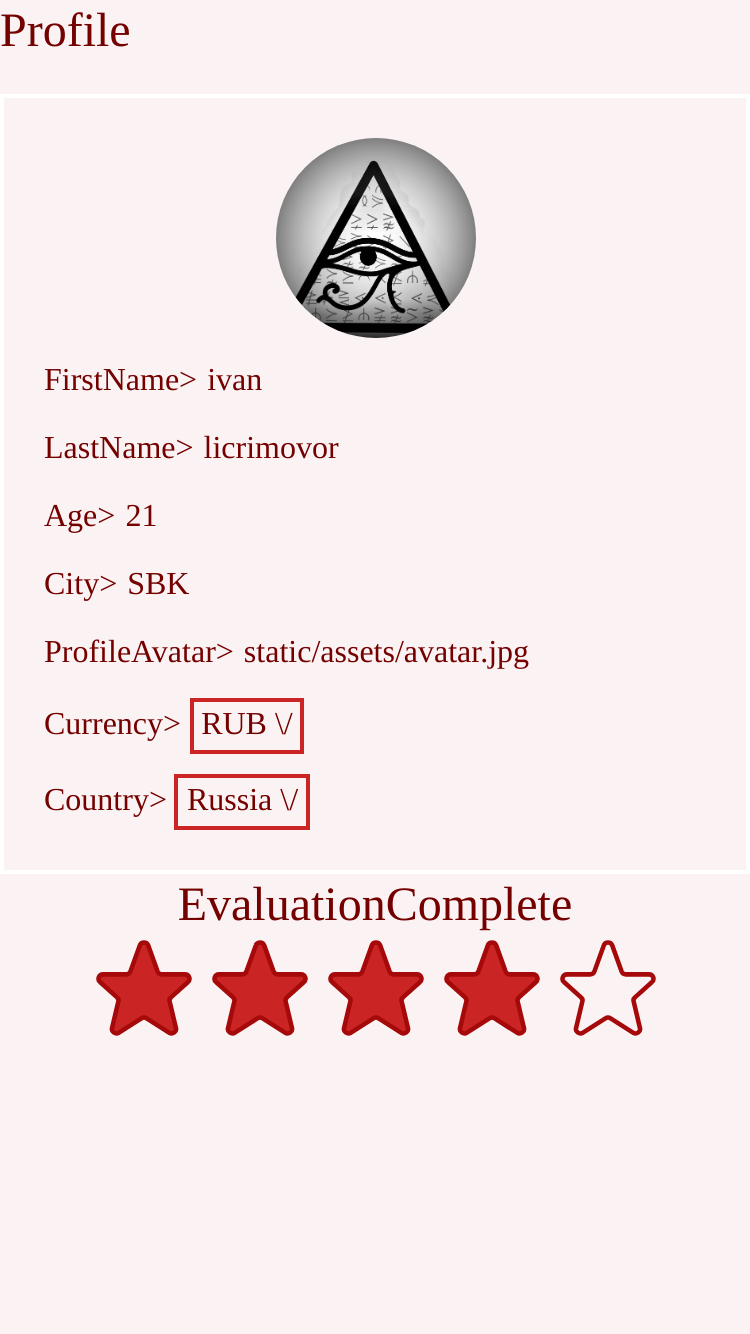 Profile
FirstName> ivan
LastName> licrimovor
Age> 21
City> SBK
ProfileAvatar> static/assets/avatar.jpg
Currency> RUB \/
Country> Russia \/
EvaluationComplete